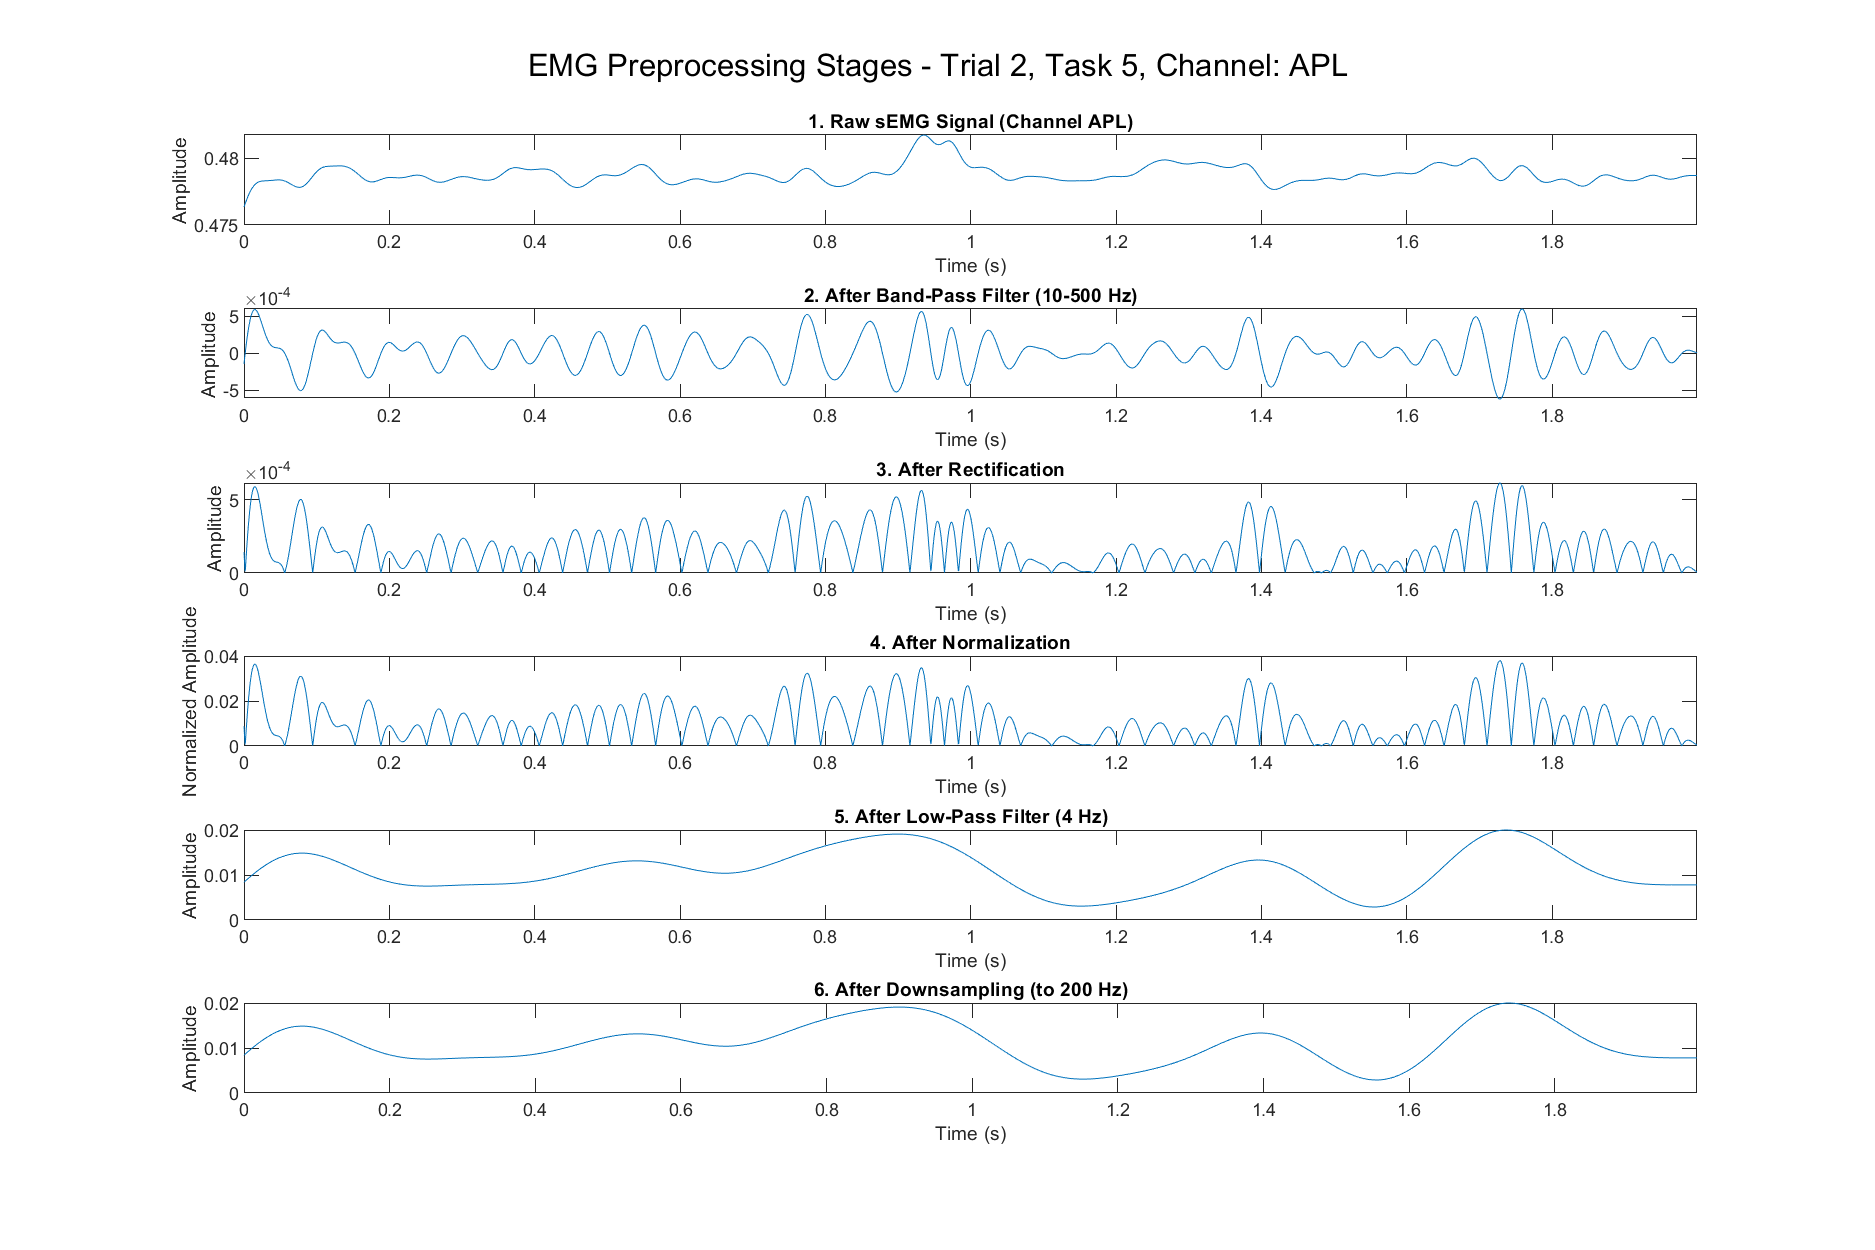 EMG Preprocessing Stages - Trial 2, Task 5, Channel: APL
1. Raw sEMG Signal (Channel APL)
Amplitude
0.48
0.475
0 0.2 0.4 0.6 0.8 1 1.2 1.4 1.6 1.8
Time (s)
2. After Band-Pass Filter (10-500 Hz)
×10-4
Amplitude
5
0
-5
0 0.2 0.4 0.6 0.8 1 1.2 1.4 1.6 1.8
Time (s)
3. After Rectification
×10-4
Amplitude
5
0
0 0.2 0.4 0.6 0.8 1 1.2 1.4 1.6 1.8
Time (s)
4. After Normalization
Normalized Amplitude
0.04
0.02
0
0 0.2 0.4 0.6 0.8 1 1.2 1.4 1.6 1.8
Time (s)
5. After Low-Pass Filter (4 Hz)
Amplitude
0.02
0.01
0
0 0.2 0.4 0.6 0.8 1 1.2 1.4 1.6 1.8
Time (s)
6. After Downsampling (to 200 Hz)
Amplitude
0.02
0.01
0
0 0.2 0.4 0.6 0.8 1 1.2 1.4 1.6 1.8
Time (s)